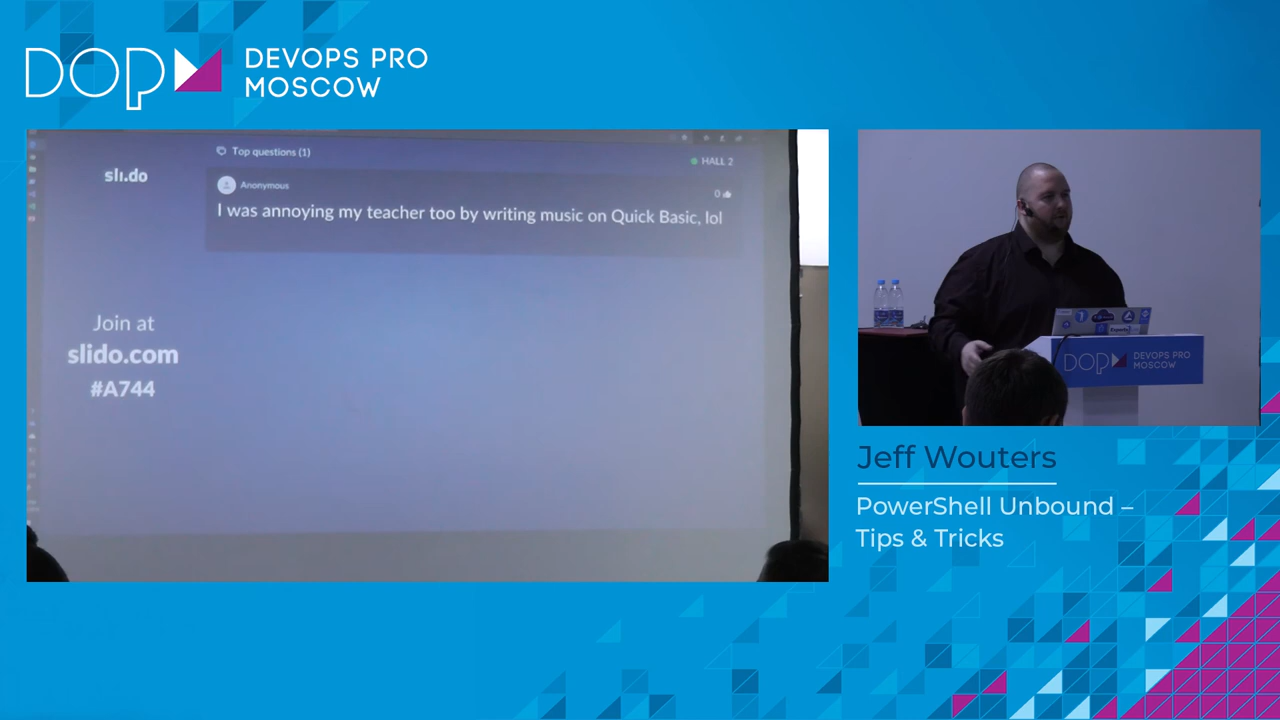 DOP
DEVOPS PRO
MOSCOW
sli.do
Top questions (1)
HALL 2
Anonymous
0
I was annoying my teacher too by writing music on Quick Basic, lol
Join at
slido.com
#A744
DOP
DEVOPS PRO
MOSCOW
Jeff Wouters
PowerShell Unbound –
Tips & Tricks